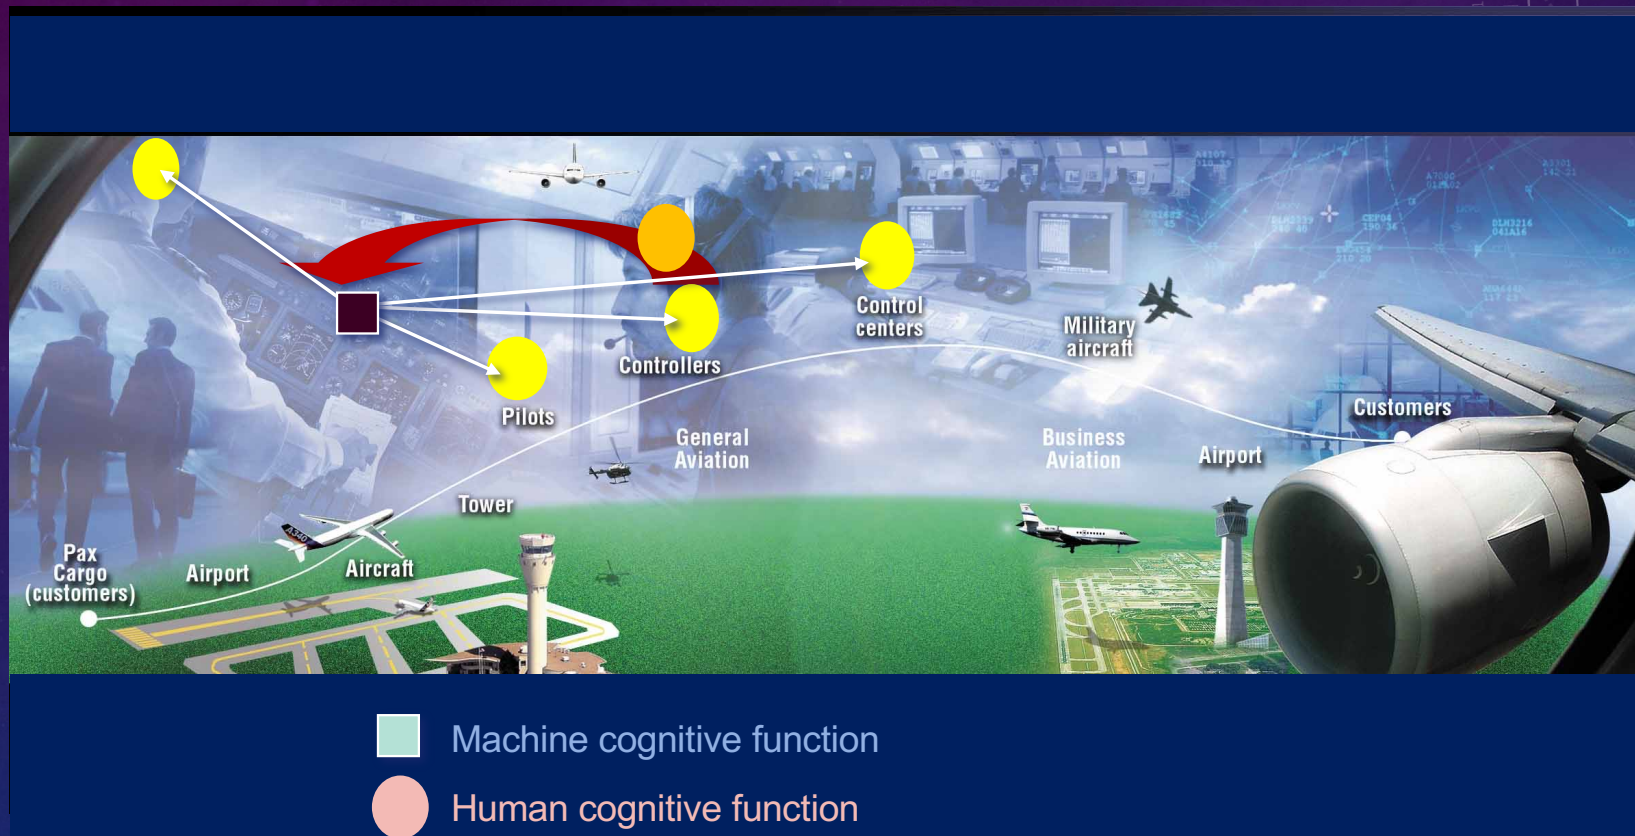 Control
centers
Military
aircraft
Controllers
Pilots
Customers
General
Aviation
Business
Aviation
Airport
Tower
A340
Pax
Cargo
(customers)
Airport
Aircraft
Machine cognitive function
Human cognitive function